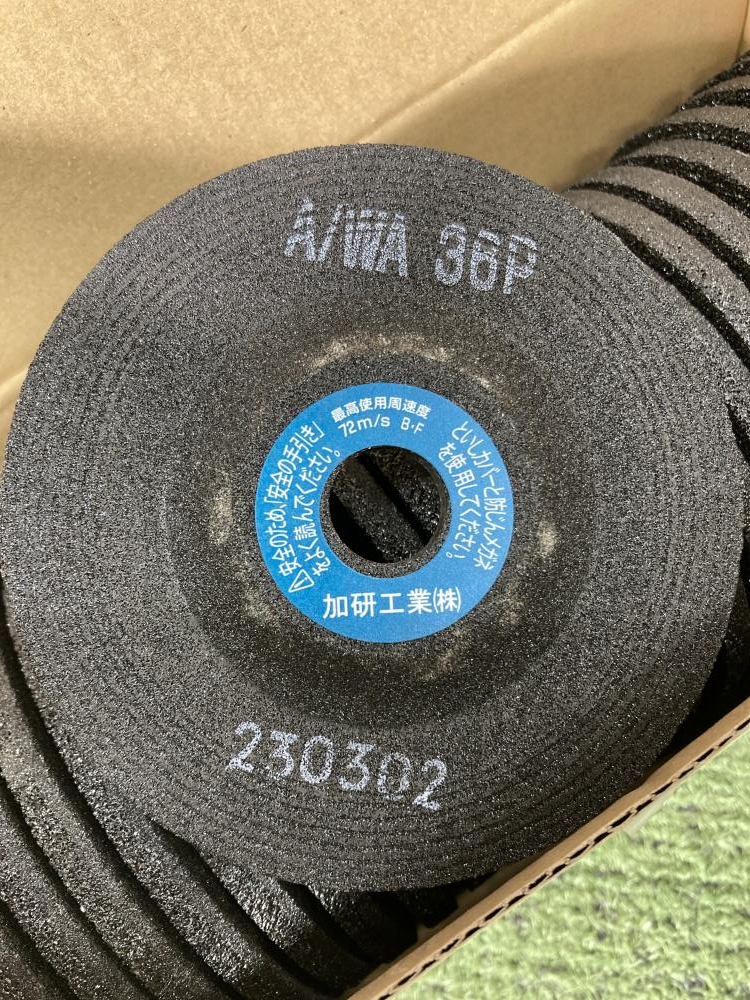 A/WA 36P
最高使用周速度
72m/s B·F
⚠安全のため、「安全の手引き」
をよく読んでください。
といしカバーと防じんメガネ
を使用してください。
加研工業㈱
230302